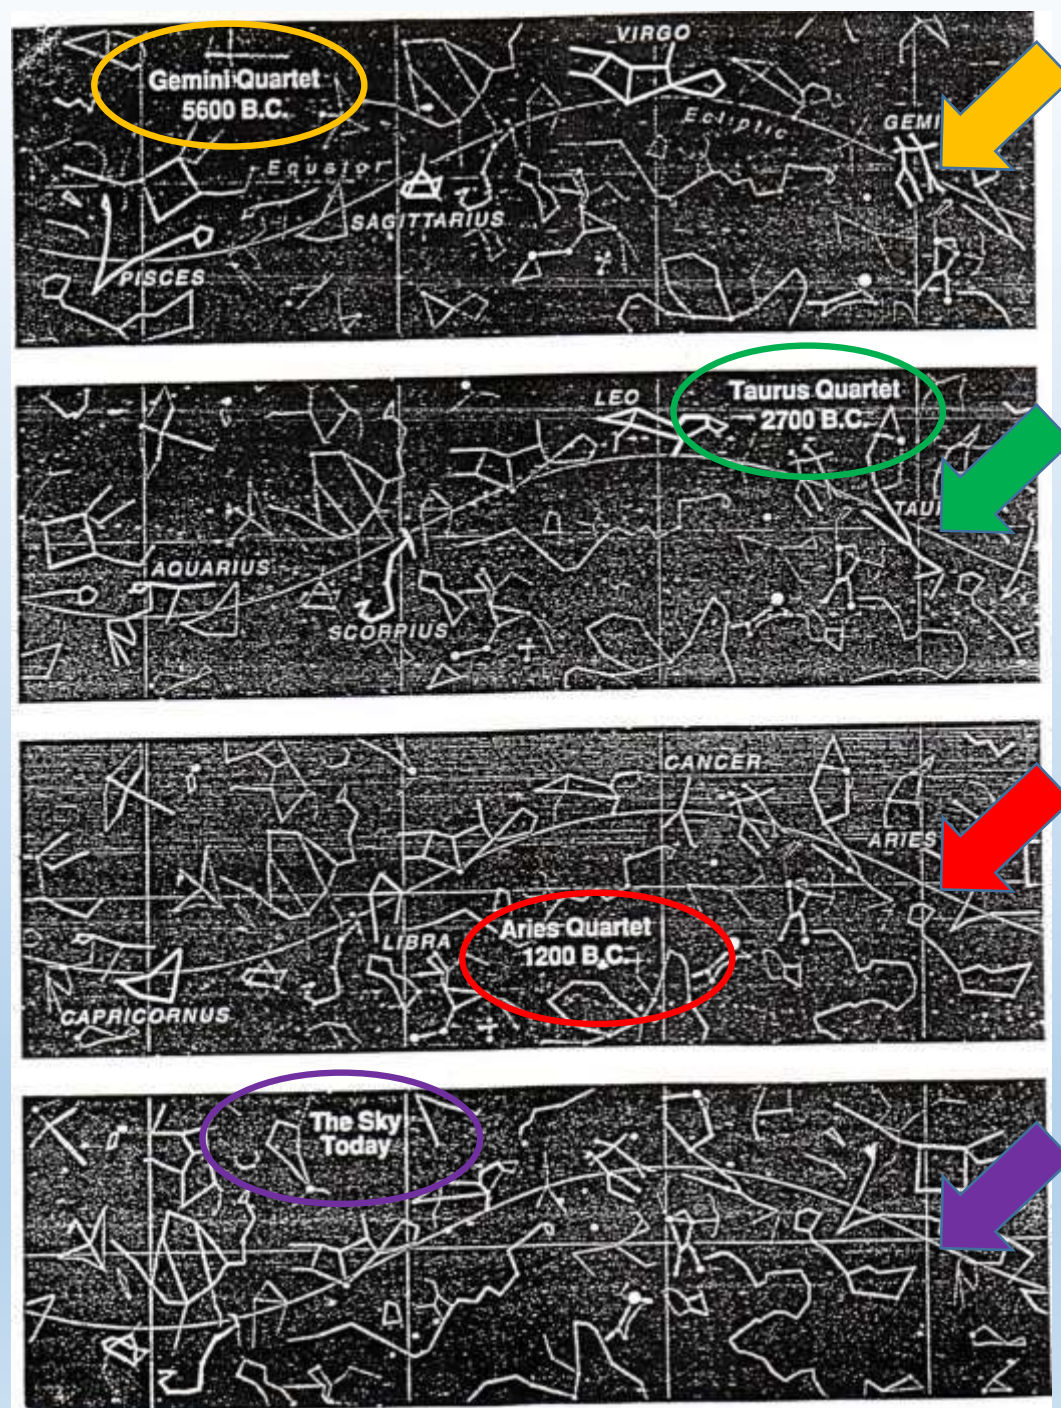 VIRGO
Gemini Quartet
5600 B.C.
Ecliptic
GEMI
Equator
SAGITTARIUS
PISCES
LEO
Taurus Quartet
2700 B.C.
TAU
AQUARIUS
SCORPIUS
CANCER
ARIES
Aries Quartet
1200 B.C.
LIBRA
CAPRICORNUS
The Sky
Today